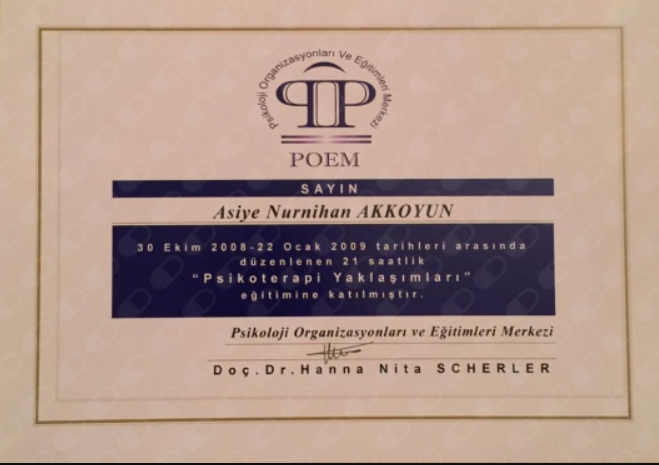 Psikoloji Organizasyonları Ve Eğitimleri Merkezi
POEM
SAYIN
Asiye Nurnihan AKKOYUN
30 Ekim 2008-22 Ocak 2009 tarihleri arasında
düzenlenen 21 saatlik
“Psikoterapi Yaklaşımları”
eğitimine katılmıştır.
Psikoloji Organizasyonları ve Eğitimleri Merkezi
Doç.Dr.Hanna Nita SCHERLER